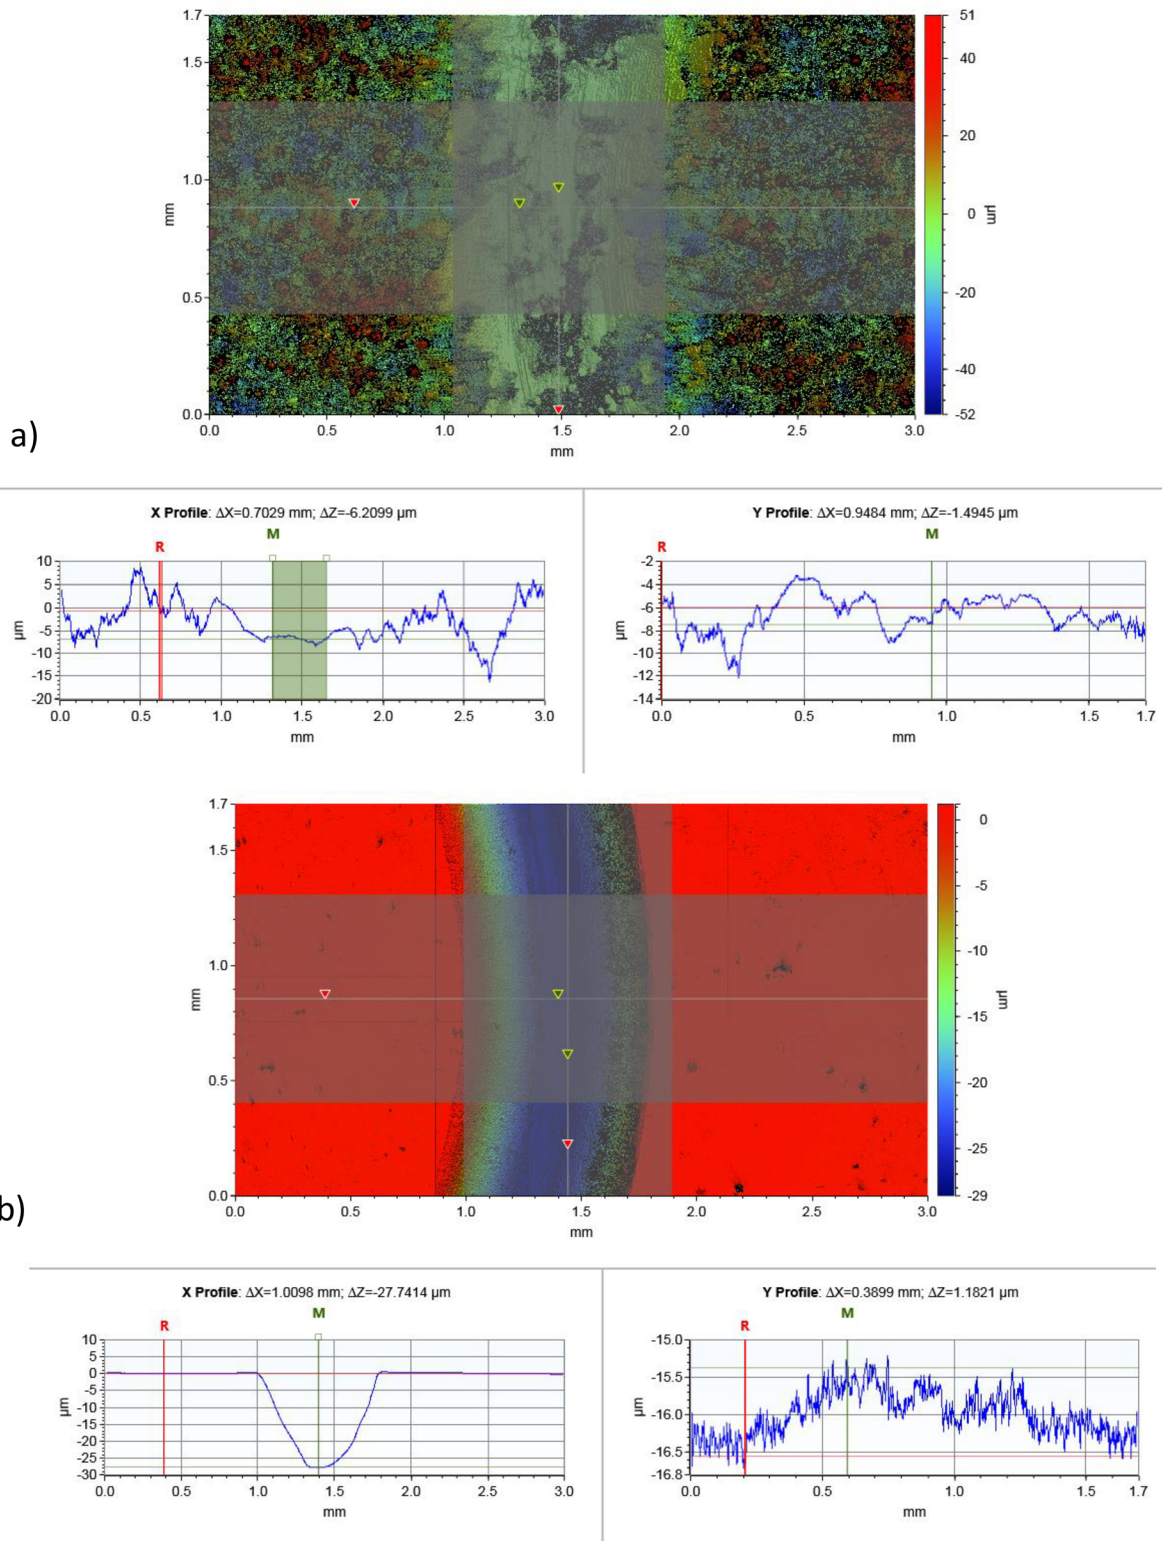 1.7
1.5
1.0
0.5
0.0
mm
0.0 0.5 1.0 1.5 2.0 2.5 3.0
mm
51
40
20
0
-20
-40
-52
µm
a)
X Profile: ΔX=0.7029 mm; ΔZ=-6.2099 µm
M
R
10
5
0
-5
-10
-15
-20
µm
0.0 0.5 1.0 1.5 2.0 2.5 3.0
mm
Y Profile: ΔX=0.9484 mm; ΔZ=-1.4945 µm
R M
-2
-4
-6
-8
-10
-12
-14
µm
0.0 0.5 1.0 1.5 1.7
mm
1.7
1.5
1.0
0.5
0.0
mm
0.0 0.5 1.0 1.5 2.0 2.5 3.0
mm
0
-5
-10
-15
-20
-25
-29
µm
b)
X Profile: ΔX=1.0098 mm; ΔZ=-27.7414 µm
M
R
10
5
0
-5
-10
-15
-20
-25
-30
µm
0.0 0.5 1.0 1.5 2.0 2.5 3.0
mm
Y Profile: ΔX=0.3899 mm; ΔZ=1.1821 µm
M
R
-15.0
-15.5
-16.0
-16.5
-16.8
µm
0.0 0.5 1.0 1.5 1.7
mm